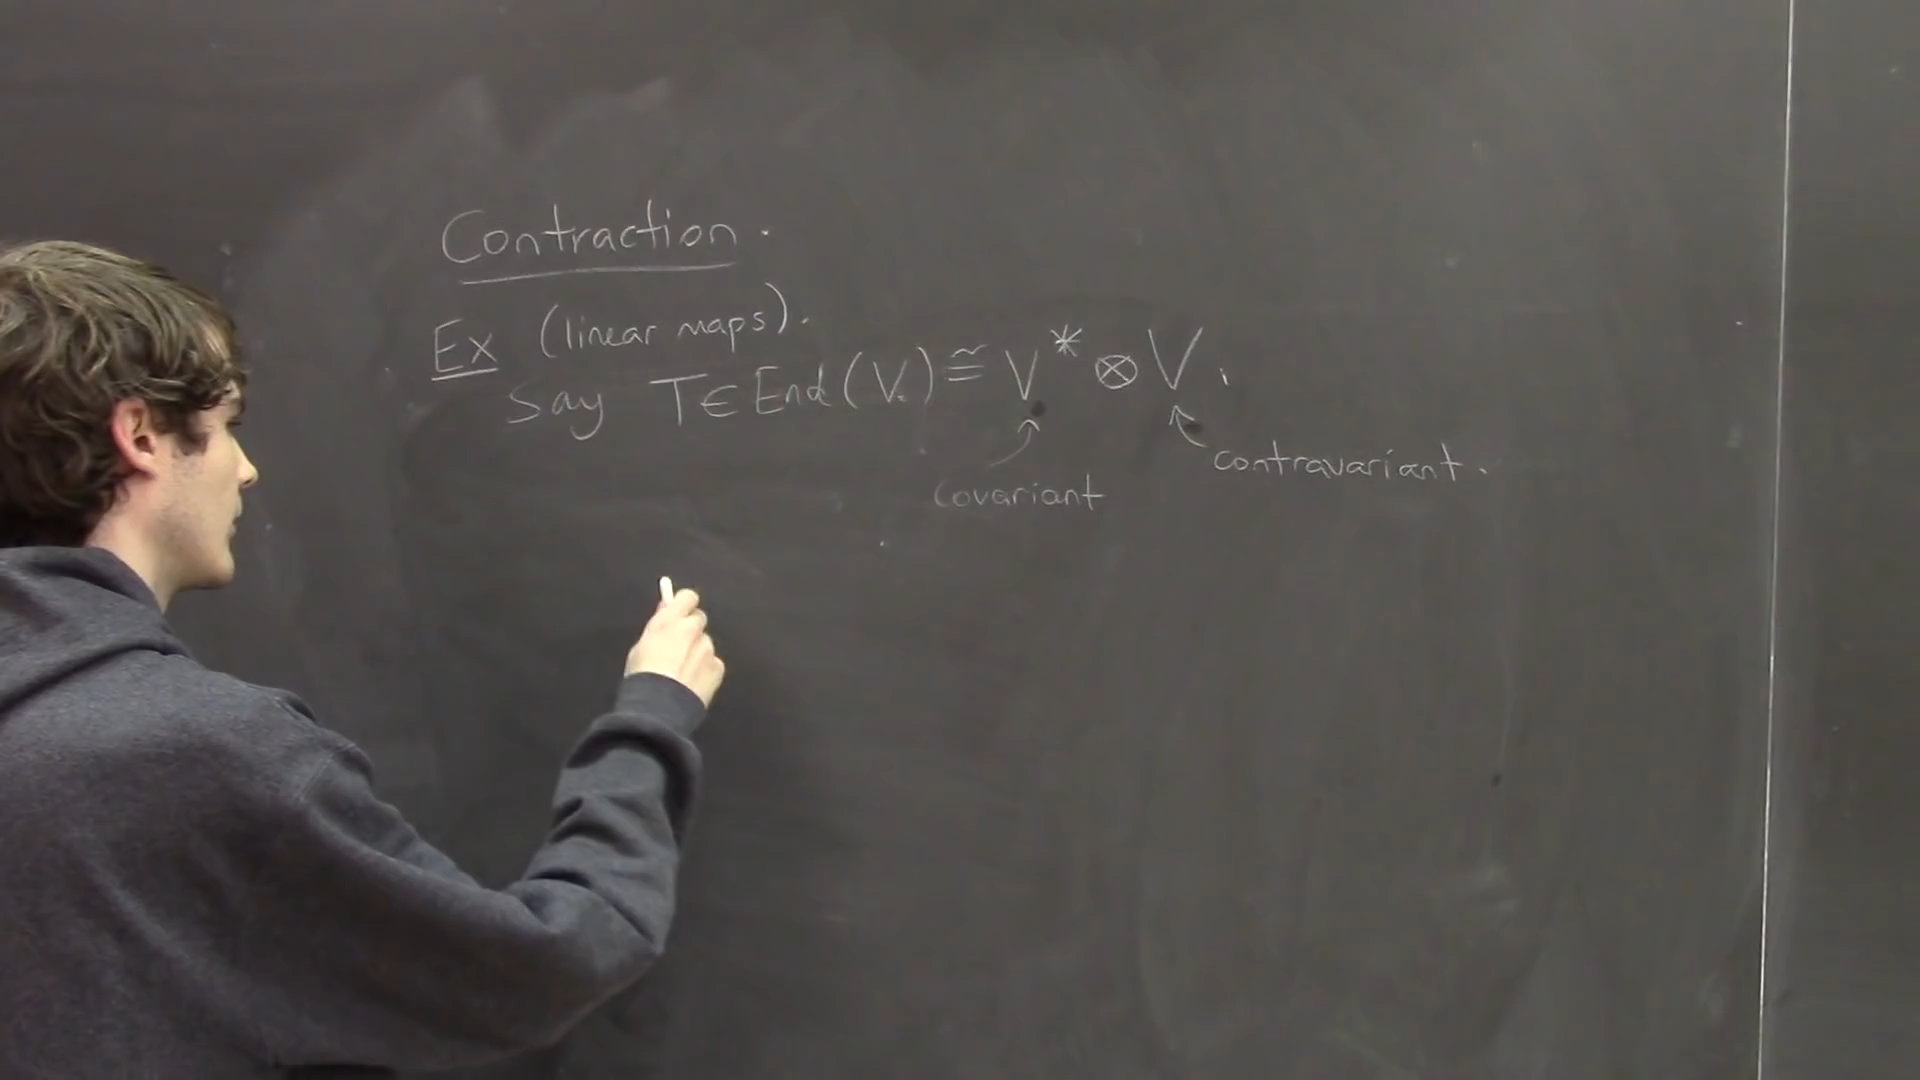 Contraction.
Ex (linear maps).
Say T∈End(V) ≅ V* ⊗ V.
contravariant.
covariant